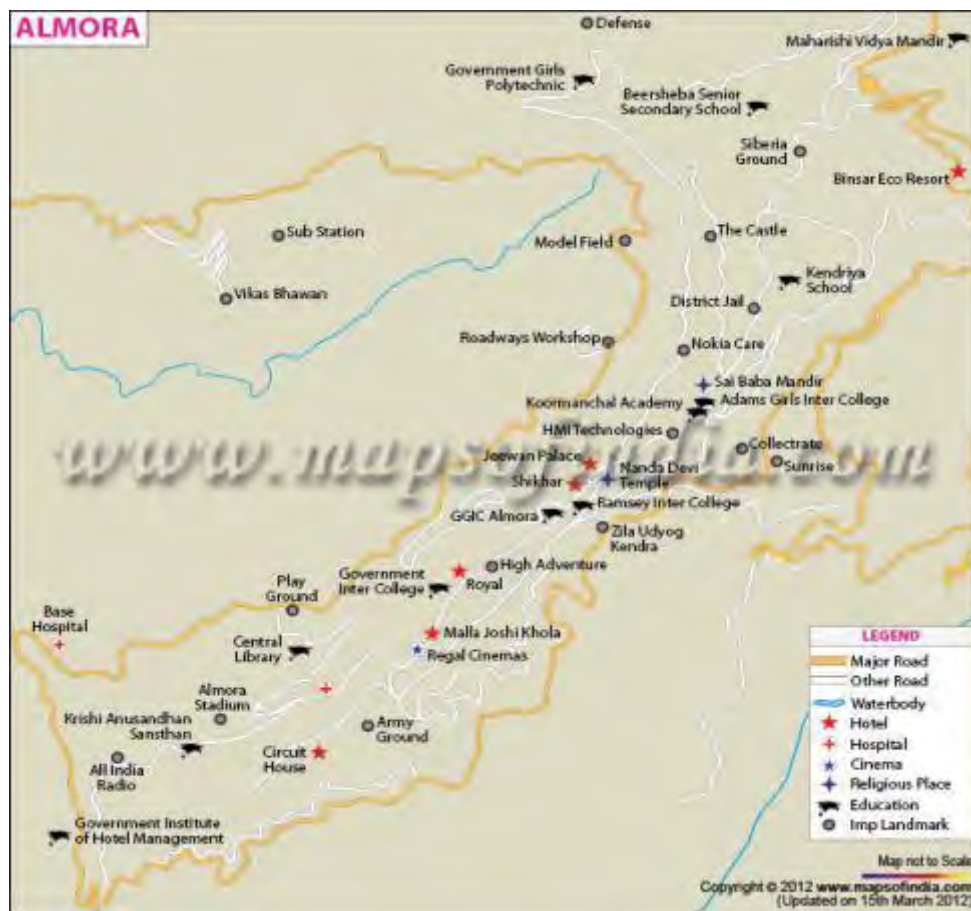 ALMORA
Defense
Maharishi Vidya Mandir
Government Girls
Polytechnic
Beersheba Senior
Secondary School
Siberia
Ground
Binsar Eco Resort
Sub Station
Model Field
The Castle
Kendriya
School
Vikas Bhawan
District Jail
Roadways Workshop
Nokia Care
Sai Baba Mandir
Koormanchal Academy
Adams Girls Inter College
HMI Technologies
www.mapsofindia.com
Collectrate
Jeewan Palace
Sunrise
Nanda Devi
Temple
Shikhar
Ramsey Inter College
GGIC Almora
Zila Udyog
Kendra
High Adventure
Government
Inter College
Royal
Play
Ground
Base
Hospital
Malla Joshi Khola
Central
Library
Regal Cinemas
Almora
Stadium
Krishi Anusandhan
Sansthan
Army
Ground
Circuit
House
All India
Radio
Government Institute
of Hotel Management
LEGEND
Major Road
Other Road
Waterbody
Hotel
Hospital
Cinema
Religious Place
Education
Imp Landmark
Map not to Scale
Copyright © 2012 www.mapsofindia.com
(Updated on 15th March 2012)